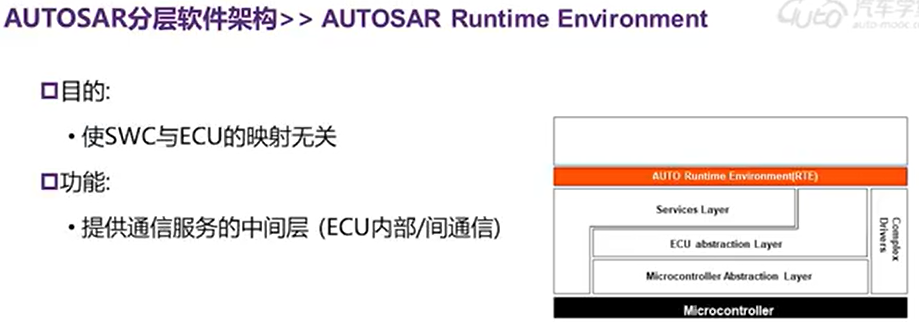 AUTOSAR分层软件架构>> AUTOSAR Runtime Environment
auto 汽车学
auto-mooc.c
目的:
• 使SWC与ECU的映射无关
功能:
• 提供通信服务的中间层 (ECU内部/间通信)
AUTO Runtime Environment(RTE)
Services Layer
ECU abstraction Layer
Microcontroller Abstraction Layer
Complex Drivers
Microcontroller